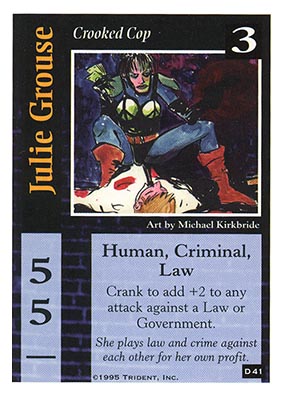 Julie Grouse
Crooked Cop
3
Art by Michael Kirkbride
5
5
—
Human, Criminal,
Law
Crank to add +2 to any
attack against a Law or
Government.
She plays law and crime against
each other for her own profit.
©1995 TRIDENT, INC.
D 41